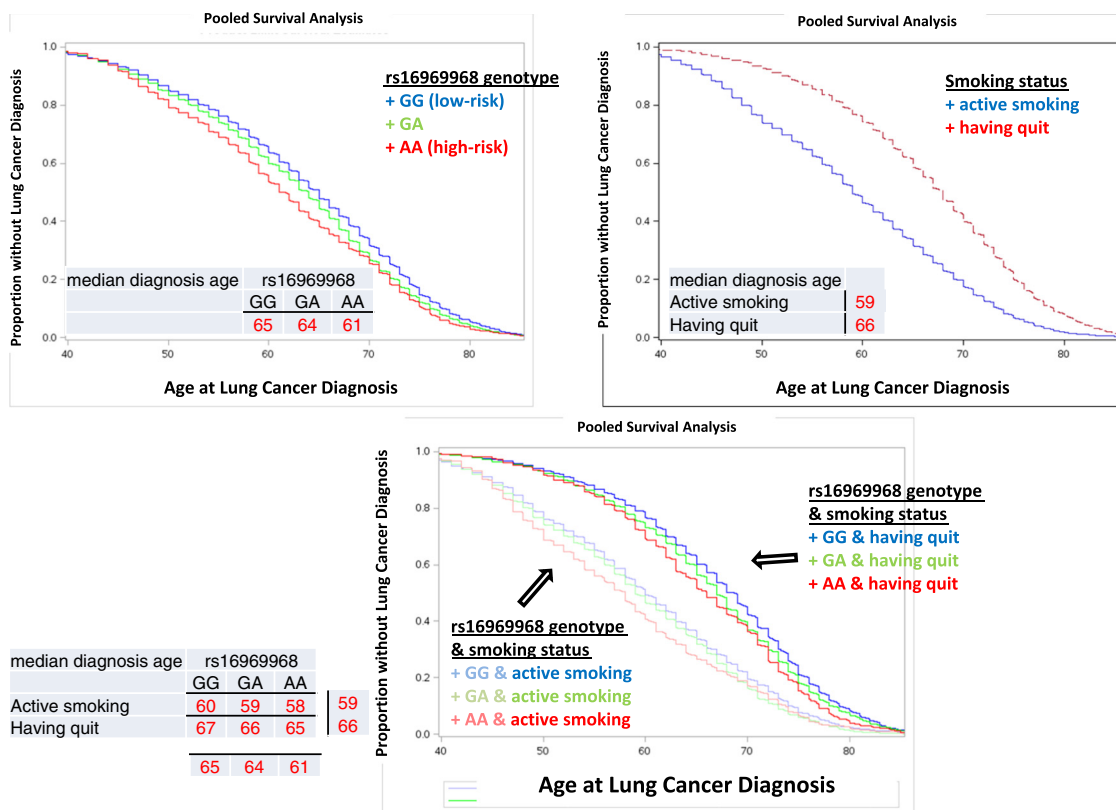 Pooled Survival Analysis
Proportion without Lung Cancer Diagnosis
1.0
0.8
0.6
0.4
0.2
0.0
rs16969968 genotype
+ GG (low-risk)
+ GA
+ AA (high-risk)
median diagnosis age rs16969968
GG GA AA
65 64 61
40 50 60 70 80
Age at Lung Cancer Diagnosis
Pooled Survival Analysis
Proportion without Lung Cancer Diagnosis
1.0
0.8
0.6
0.4
0.2
0.0
Smoking status
+ active smoking
+ having quit
median diagnosis age
Active smoking 59
Having quit 66
40 50 60 70 80
Age at Lung Cancer Diagnosis
Pooled Survival Analysis
Proportion without Lung Cancer Diagnosis
1.0
0.8
0.6
0.4
0.2
0.0
rs16969968 genotype
& smoking status
+ GG & having quit
+ GA & having quit
+ AA & having quit
rs16969968 genotype
& smoking status
+ GG & active smoking
+ GA & active smoking
+ AA & active smoking
40 50 60 70 80
Age at Lung Cancer Diagnosis
median diagnosis age rs16969968
GG GA AA
Active smoking 60 59 58 59
Having quit 67 66 65 66
65 64 61